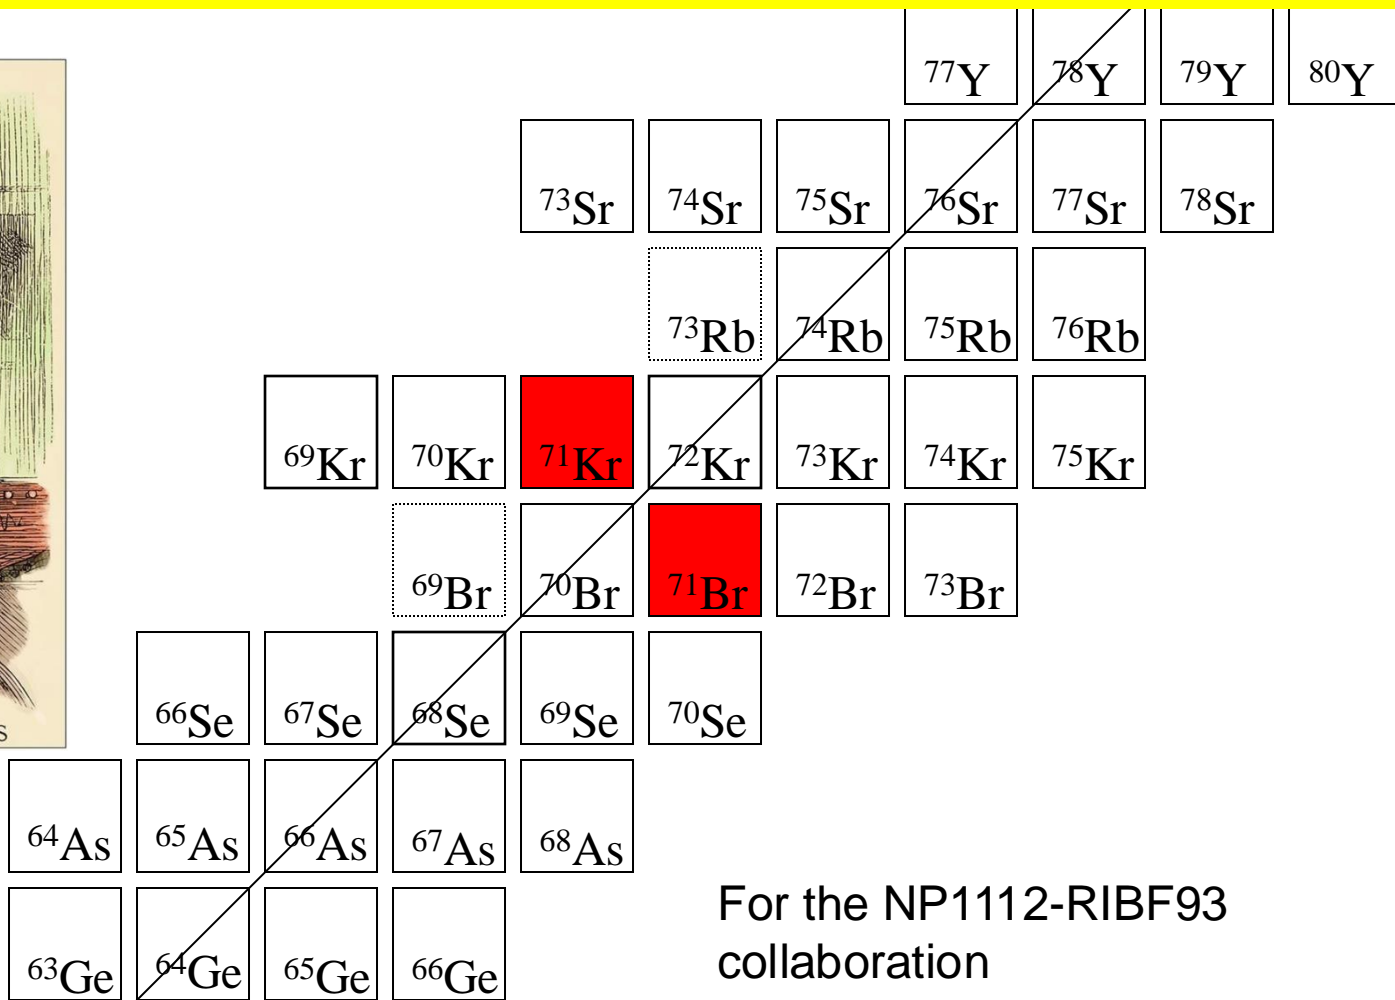 77Y 78Y 79Y 80Y
73Sr 74Sr 75Sr 76Sr 77Sr 78Sr
73Rb 74Rb 75Rb 76Rb
69Kr 70Kr 71Kr 72Kr 73Kr 74Kr 75Kr
69Br 70Br 71Br 72Br 73Br
66Se 67Se 68Se 69Se 70Se
S
64As 65As 66As 67As 68As
63Ge 64Ge 65Ge 66Ge
For the NP1112-RIBF93
collaboration